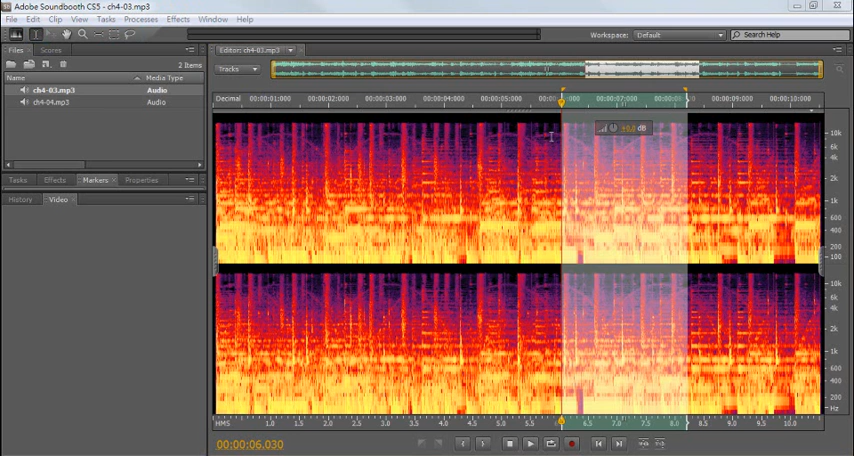 Adobe Soundbooth CS5 - ch4-03.mp3
File Edit Clip View Tasks Processes Effects Window Help
Workspace: Default Search Help
Files Scores
Editor: ch4-03.mp3
2 Items
Name Media Type
ch4-03.mp3 Audio
ch4-04.mp3 Audio
Tracks
Decimal 00:00:01;000 00:00:02;000 00:00:03;000 00:00:04;000 00:00:05;000 00:00:07;000 00:00:09;000 00:00:10;000
+0.0 dB
10k
6k
4k
2k
1k
600
400
200
100
Tasks Effects Markers Properties
History Video
10k
6k
4k
2k
1k
600
400
200
Hz
HMS 1.0 1.5 2.0 2.5 3.0 3.5 4.0 4.5 5.0 5.5 6.5 7.0 7.5 8.0 8.5 9.0 9.5 10.0
00:00:06.030